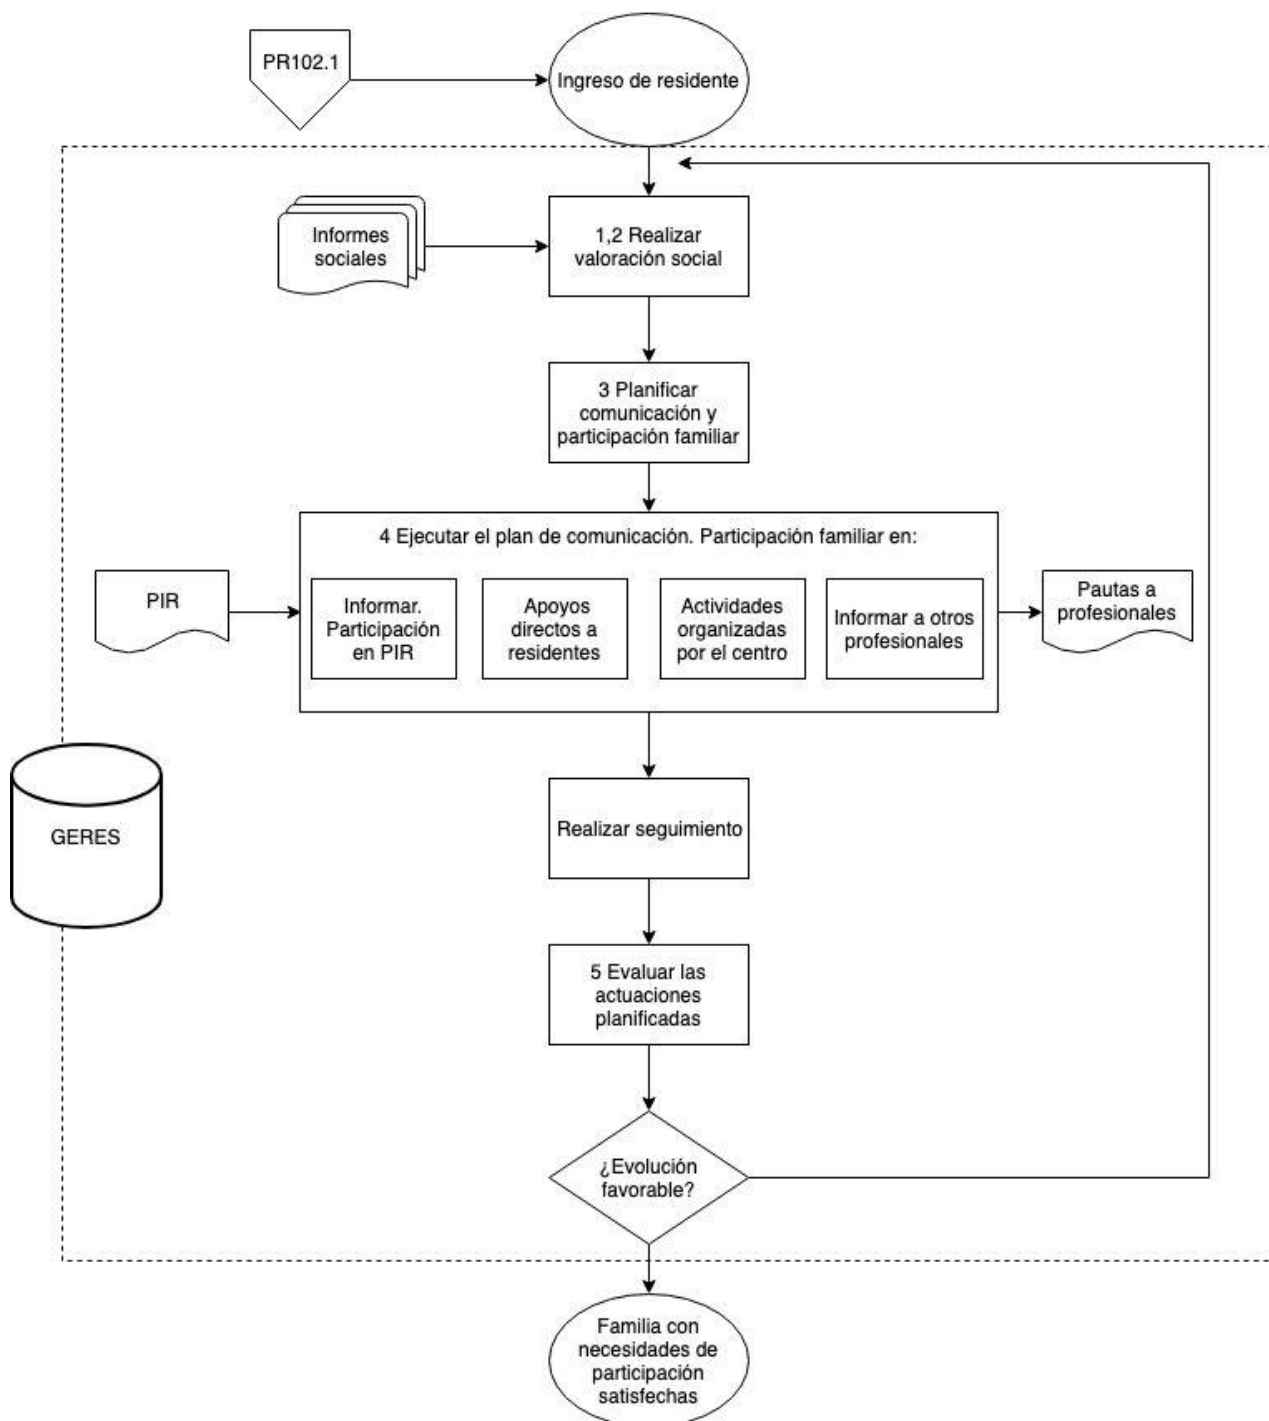 PR102.1
Ingreso de residente
Informes
sociales
1,2 Realizar
valoración social
3 Planificar
comunicación y
participación familiar
4 Ejecutar el plan de comunicación. Participación familiar en:
PIR
Informar.
Participación
en PIR
Apoyos
directos a
residentes
Actividades
organizadas
por el centro
Informar a otros
profesionales
Pautas a
profesionales
GERES
Realizar seguimiento
5 Evaluar las
actuaciones
planificadas
¿Evolución
favorable?
Familia con
necesidades de
participación
satisfechas